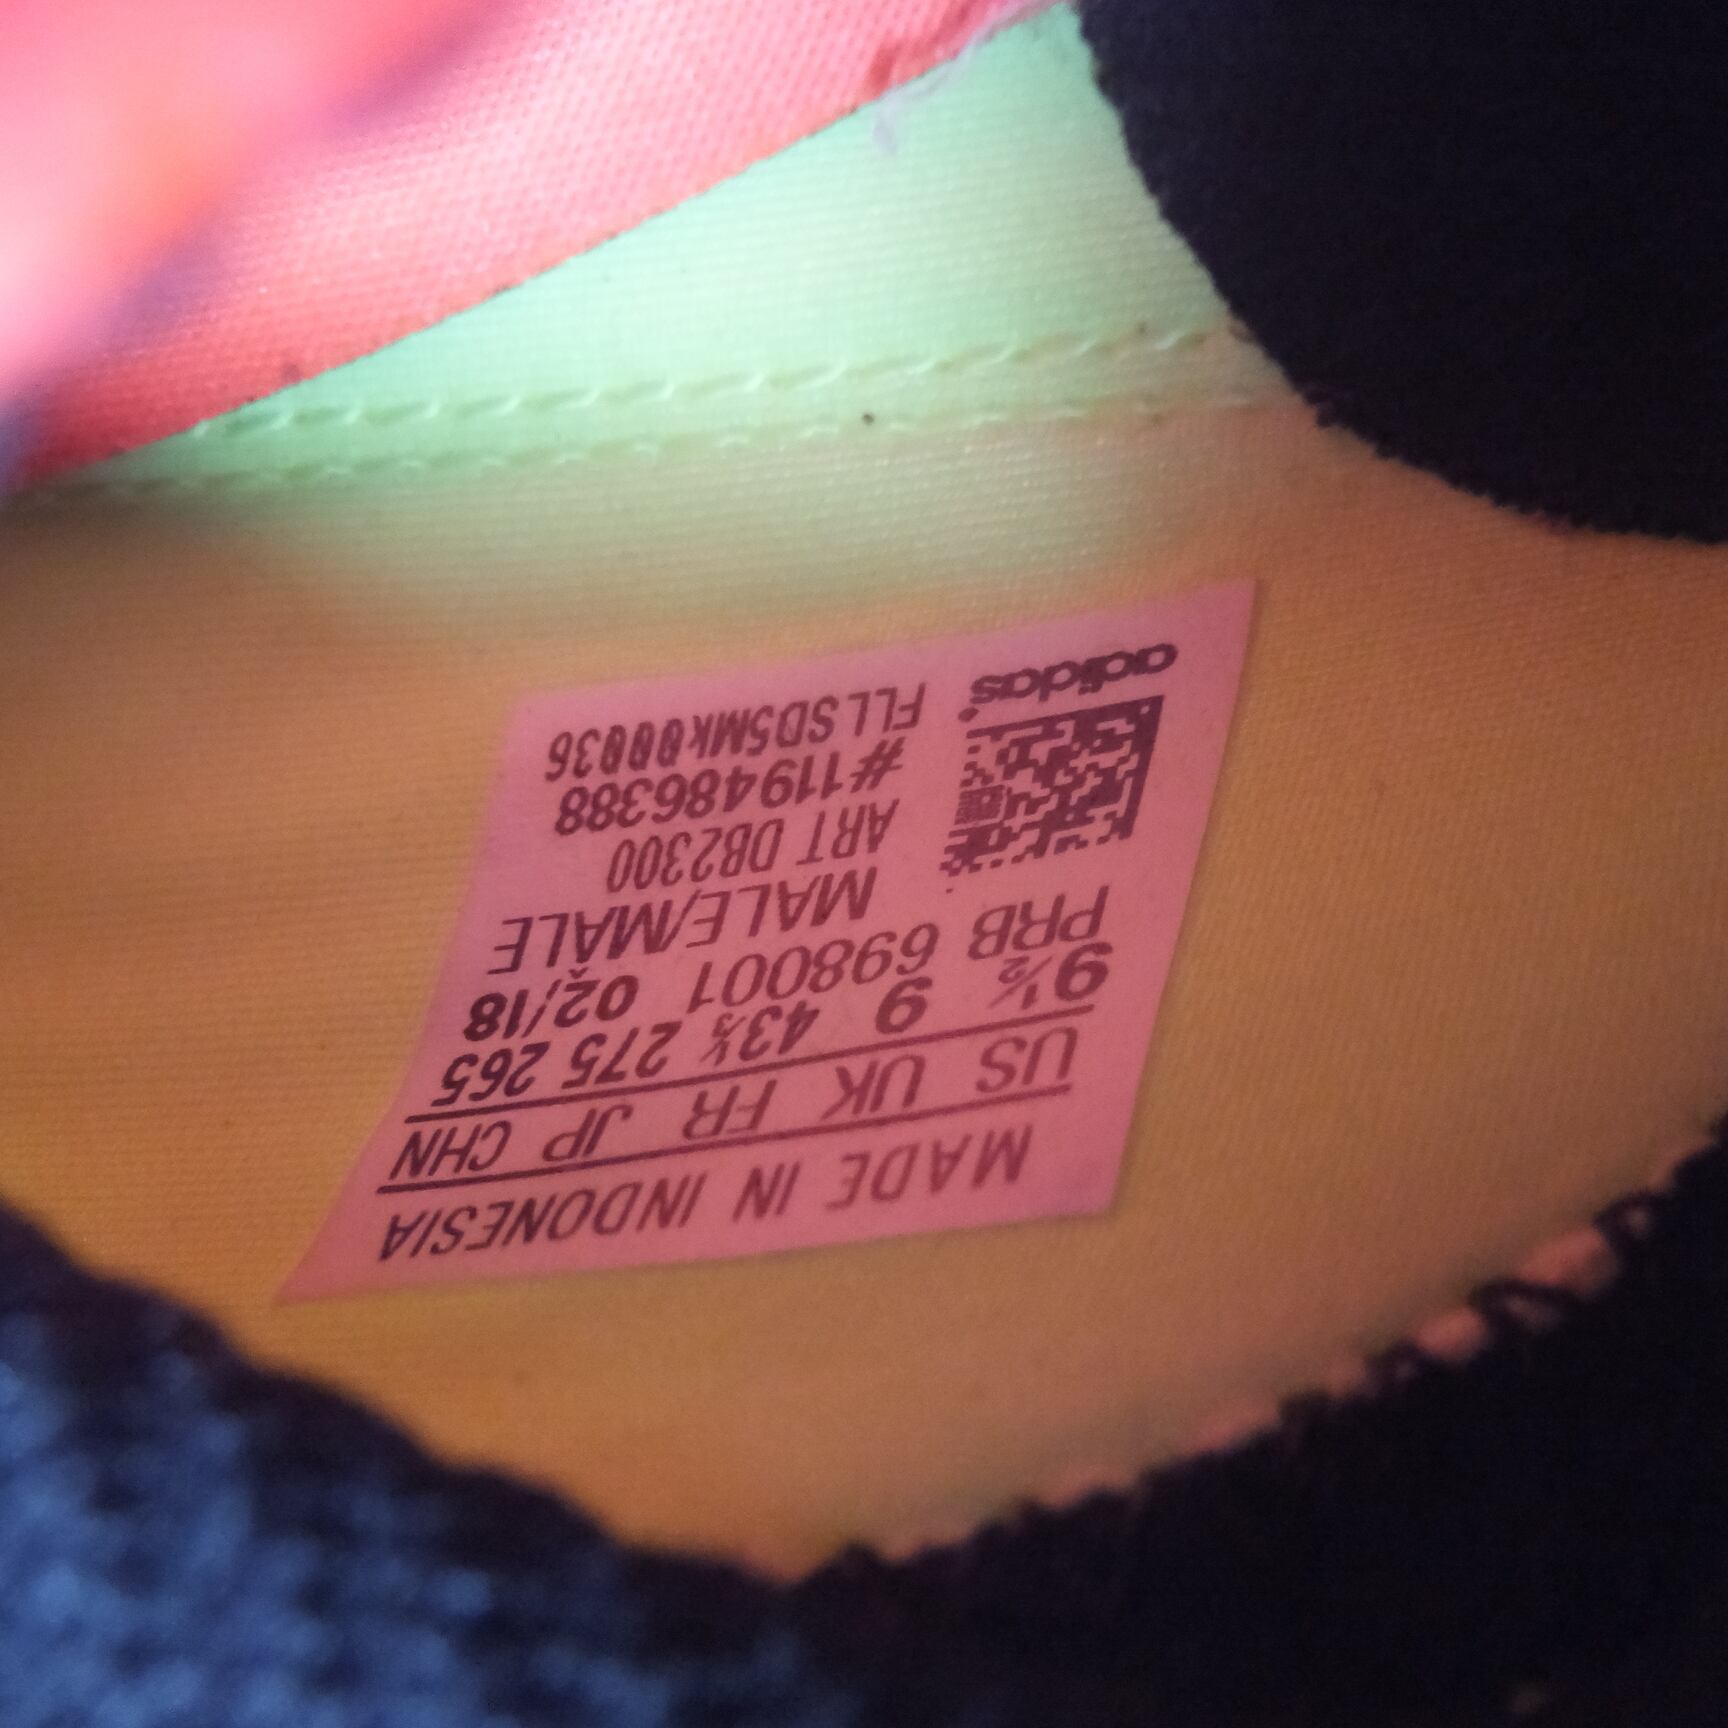 adidas
FLLSD5Mk00036
#119486388
ART DB2300
MALE/MALE
PRB 698001 02/18
9½ 9 43⅓ 275 265
US UK FR JP CHN
MADE IN INDONESIA